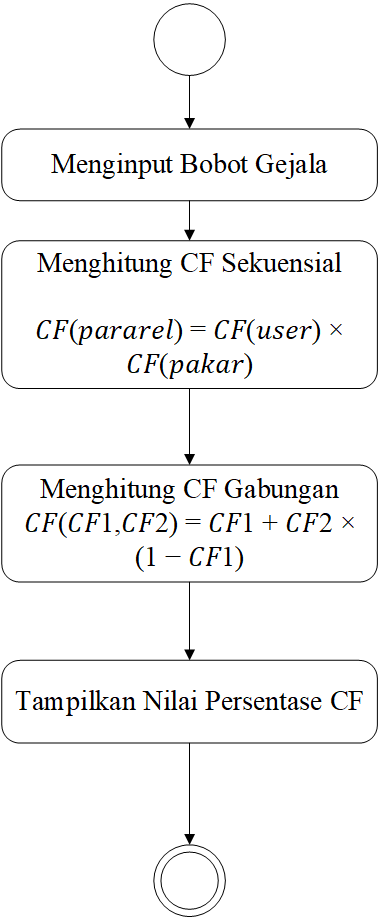 Menginput Bobot Gejala
Menghitung CF Sekuensial
CF(pararel) = CF(user) ×
CF(pakar)
Menghitung CF Gabungan
CF(CF1,CF2) = CF1 + CF2 ×
(1 − CF1)
Tampilkan Nilai Persentase CF